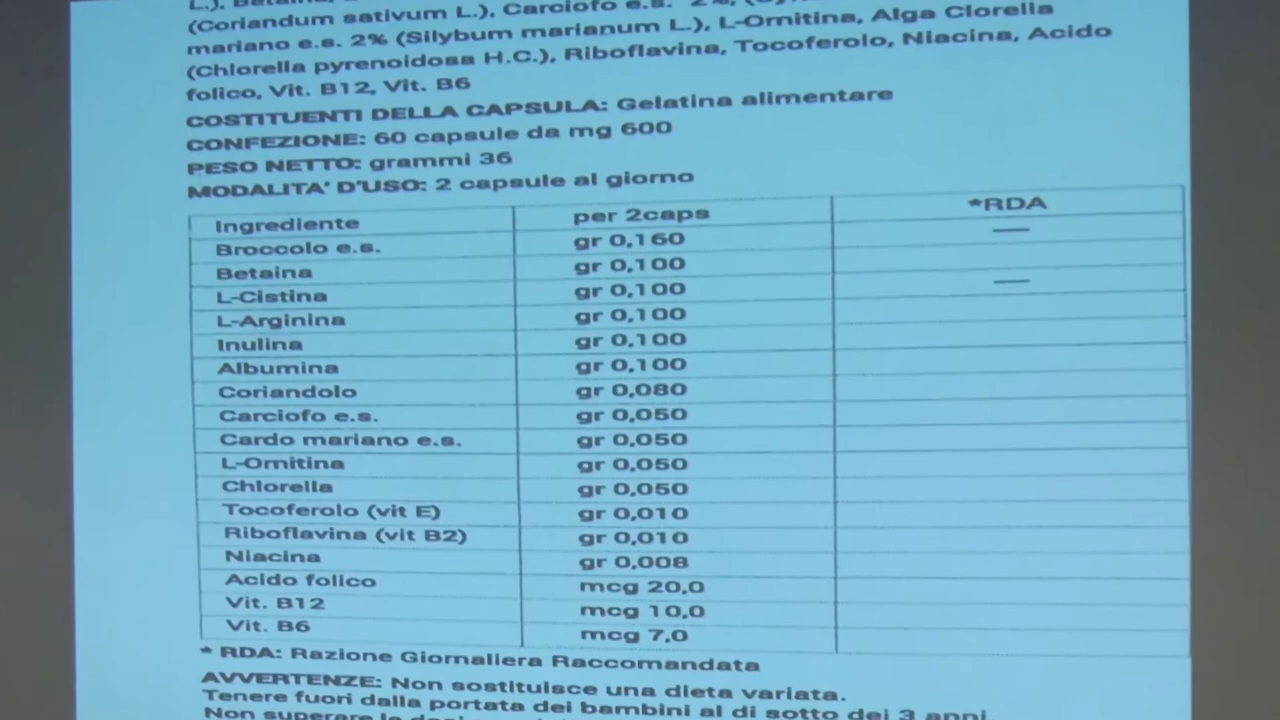 (Coriandum sativum L.), Carciofo e.s. 2%,
mariano e.s. 2% (Silybum marianum L.), L-Ornitina, Alga Clorella
(Chlorella pyrenoidosa H.C.), Riboflavina, Tocoferolo, Niacina, Acido
folico, Vit. B12, Vit. B6
COSTITUENTI DELLA CAPSULA: Gelatina alimentare
CONFEZIONE: 60 capsule da mg 600
PESO NETTO: grammi 36
MODALITA' D'USO: 2 capsule al giorno
Ingrediente per 2caps *RDA
Broccolo e.s. gr 0,160 —
Betaina gr 0,100
L-Cistina gr 0,100 —
L-Arginina gr 0,100
Inulina gr 0,100
Albumina gr 0,100
Coriandolo gr 0,080
Carciofo e.s. gr 0,050
Cardo mariano e.s. gr 0,050
L-Ornitina gr 0,050
Chlorella gr 0,050
Tocoferolo (vit E) gr 0,010
Riboflavina (vit B2) gr 0,010
Niacina gr 0,008
Acido folico mcg 20,0
Vit. B12 mcg 10,0
Vit. B6 mcg 7,0
* RDA: Razione Giornaliera Raccomandata
AVVERTENZE: Non sostituisce una dieta variata.
Tenere fuori dalla portata dei bambini al di sotto dei 3 anni
Non superare